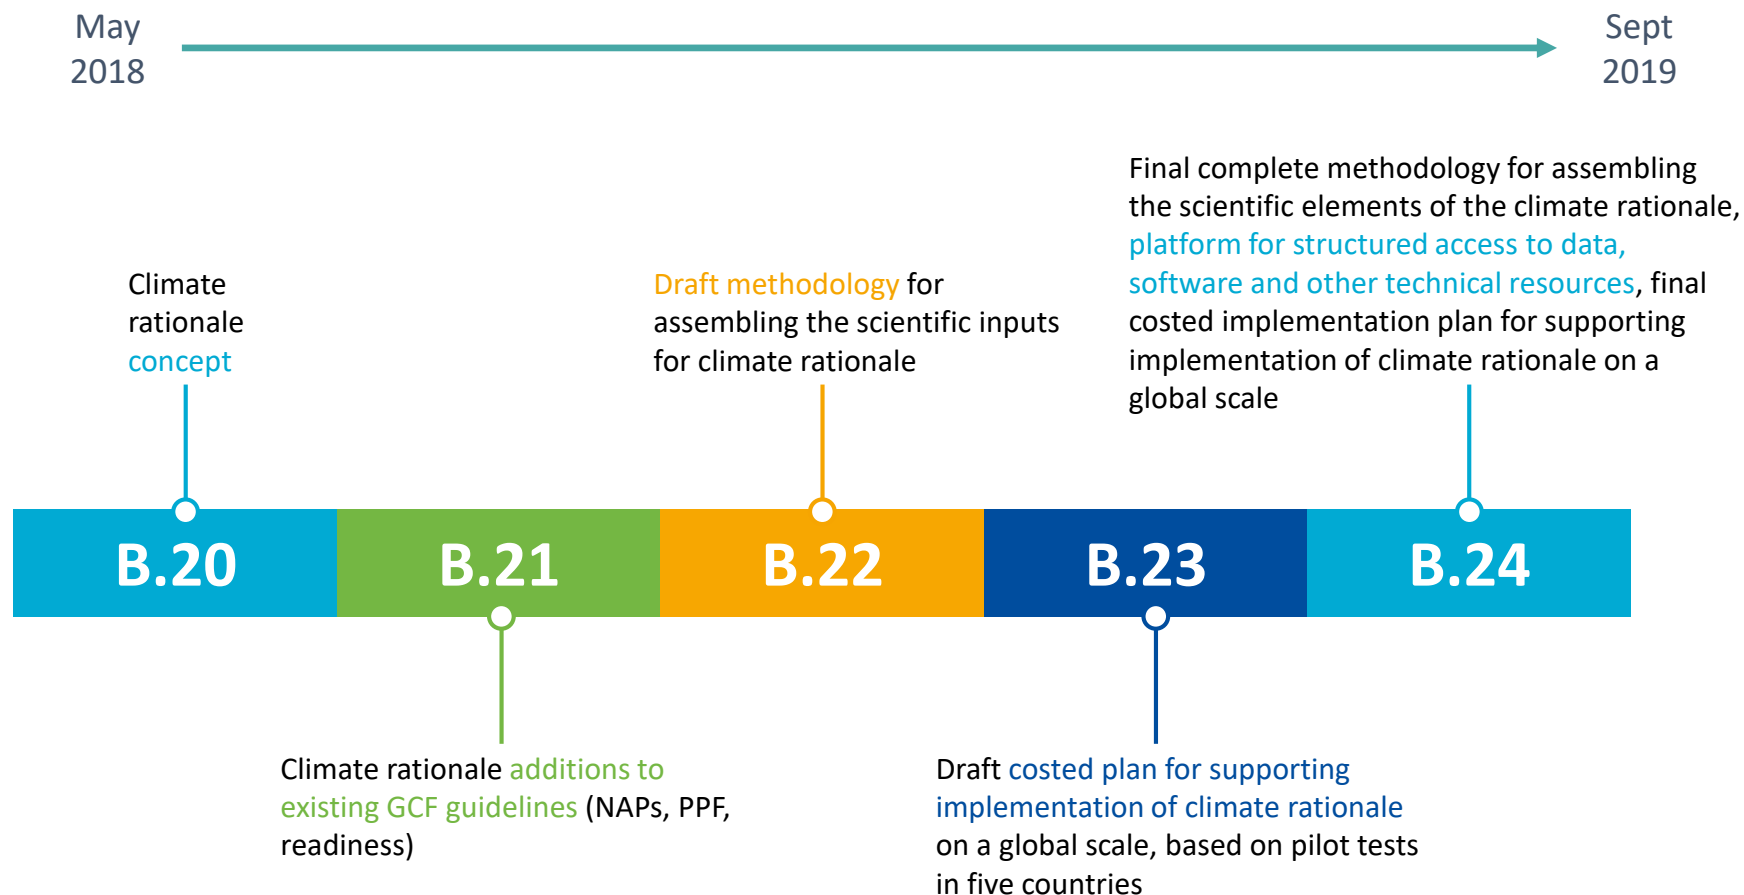 May
2018
Sept
2019
Climate
rationale
concept
Draft methodology for
assembling the scientific inputs
for climate rationale
Final complete methodology for assembling
the scientific elements of the climate rationale,
platform for structured access to data,
software and other technical resources, final
costed implementation plan for supporting
implementation of climate rationale on a
global scale
B.20
B.21
B.22
B.23
B.24
Climate rationale additions to
existing GCF guidelines (NAPs, PPF,
readiness)
Draft costed plan for supporting
implementation of climate rationale
on a global scale, based on pilot tests
in five countries